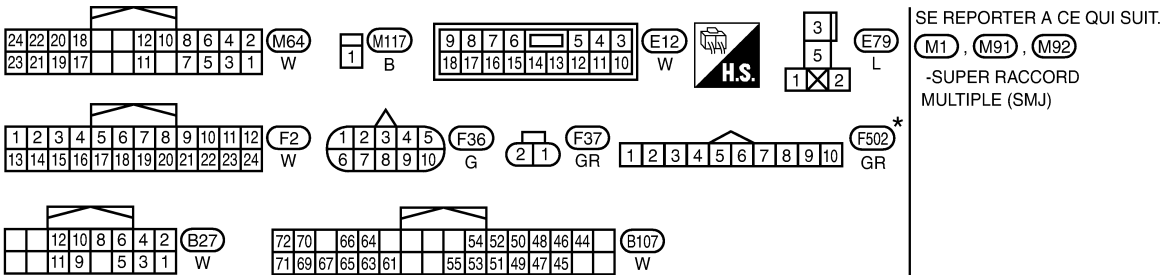 24 22 20 18 12 10 8 6 4 2 M64
23 21 19 17 11 7 5 3 1 W
1 M117
B
9 8 7 6 5 4 3 E12
18 17 16 15 14 13 12 11 10 W
H.S.
3 E79
5 L
1 2
SE REPORTER A CE QUI SUIT.
M1 , M91 , M92
-SUPER RACCORD
MULTIPLE (SMJ)
1 2 3 4 5 6 7 8 9 10 11 12 F2
13 14 15 16 17 18 19 20 21 22 23 24 W
1 2 3 4 5 F36
6 7 8 9 10 G
2 1 F37
GR
1 2 3 4 5 6 7 8 9 10 F502 *
GR
12 10 8 6 4 2 B27
11 9 5 3 1 W
72 70 66 64 54 52 50 48 46 44 B107
71 69 67 65 63 61 55 53 51 49 47 45 W